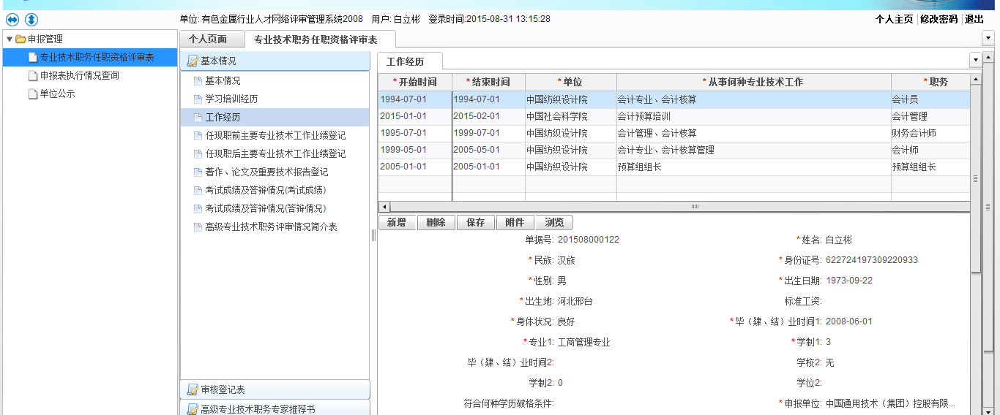 单位: 有色金属行业人才网络评审管理系统2008 用户: 白立彬 登录时间:2015-08-31 13:15:28
个人主页 修改密码 退出
申报管理
专业技术职务任职资格评审表
申报表执行情况查询
单位公示
个人页面 专业技术职务任职资格评审表
基本情况
基本情况
学习培训经历
工作经历
任现职前主要专业技术工作业绩登记
任现职后主要专业技术工作业绩登记
著作、论文及重要技术报告登记
考试成绩及答辩情况(考试成绩)
考试成绩及答辩情况(答辩情况)
高级专业技术职务评审情况简介表
审核登记表
高级专业技术职务专家推荐书
工作经历
*开始时间 *结束时间 *单位 *从事何种专业技术工作 *职务
1994-07-01 1994-07-01 中国纺织设计院 会计专业、会计核算 会计员
2015-01-01 2015-02-01 中国社会科学院 会计预算培训 会计管理
1995-07-01 1999-07-01 中国纺织设计院 会计管理、会计核算 财务会计师
1999-05-01 2005-05-01 中国纺织设计院 会计专业、会计核算管理 会计师
2005-01-01 2005-01-01 中国纺织设计院 预算组组长 预算组组长
新增 删除 保存 附件 浏览
单据号: 201508000122 *姓名: 白立彬
*民族: 汉族 *身份证号: 622724197309220933
*性别: 男 *出生日期: 1973-09-22
*出生地: 河北邢台 标准工资:
*身体状况: 良好 *毕（肄、结）业时间1: 2008-06-01
*专业1: 工商管理专业 *学制1: 3
毕（肄、结）业时间2: 学校2: 无
学制2: 0 学位2:
符合何种学历破格条件: *申报单位: 中国通用技术（集团）控股有限...